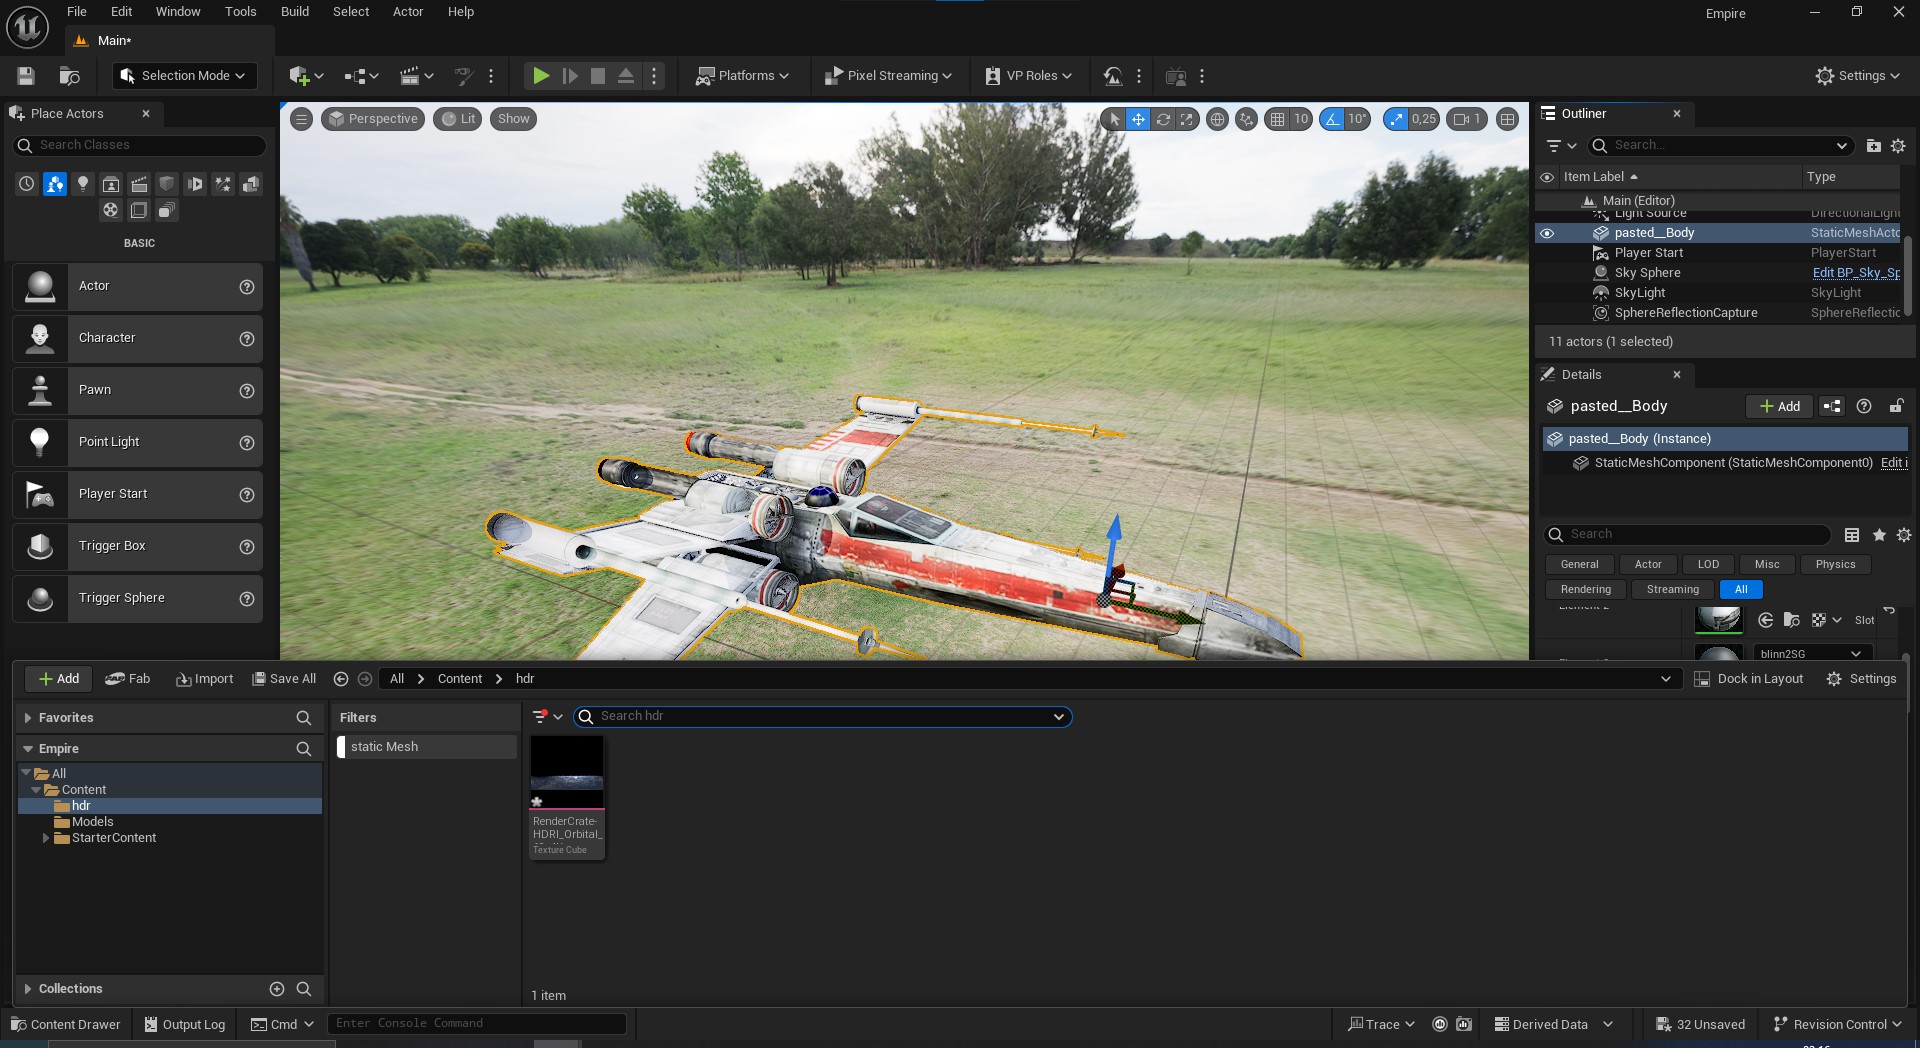 File Edit Window Tools Build Select Actor Help
Empire
Main*
Selection Mode
Platforms
Pixel Streaming
VP Roles
Settings
Place Actors
Search Classes
BASIC
Actor
Character
Pawn
Point Light
Player Start
Trigger Box
Trigger Sphere
Perspective
Lit
Show
10
10°
0,25
1
Outliner
Search...
Item Label
Type
Main (Editor)
Light Source DirectionalLight
pasted__Body StaticMeshActo
Player Start PlayerStart
Sky Sphere Edit BP_Sky_Sp
SkyLight SkyLight
SphereReflectionCapture SphereReflectic
11 actors (1 selected)
Details
pasted__Body
Add
pasted__Body (Instance)
StaticMeshComponent (StaticMeshComponent0) Edit i
Search
General Actor LOD Misc Physics
Rendering Streaming All
Element 2
Slot
blinn2SG
Add
Fab
Import
Save All
All > Content > hdr
Dock in Layout
Settings
Favorites
Empire
All
Content
hdr
Models
StarterContent
Collections
Filters
static Mesh
Search hdr
RenderCrate-
HDRI_Orbital_
Texture Cube
1 item
Content Drawer
Output Log
Cmd
Enter Console Command
Trace
Derived Data
32 Unsaved
Revision Control